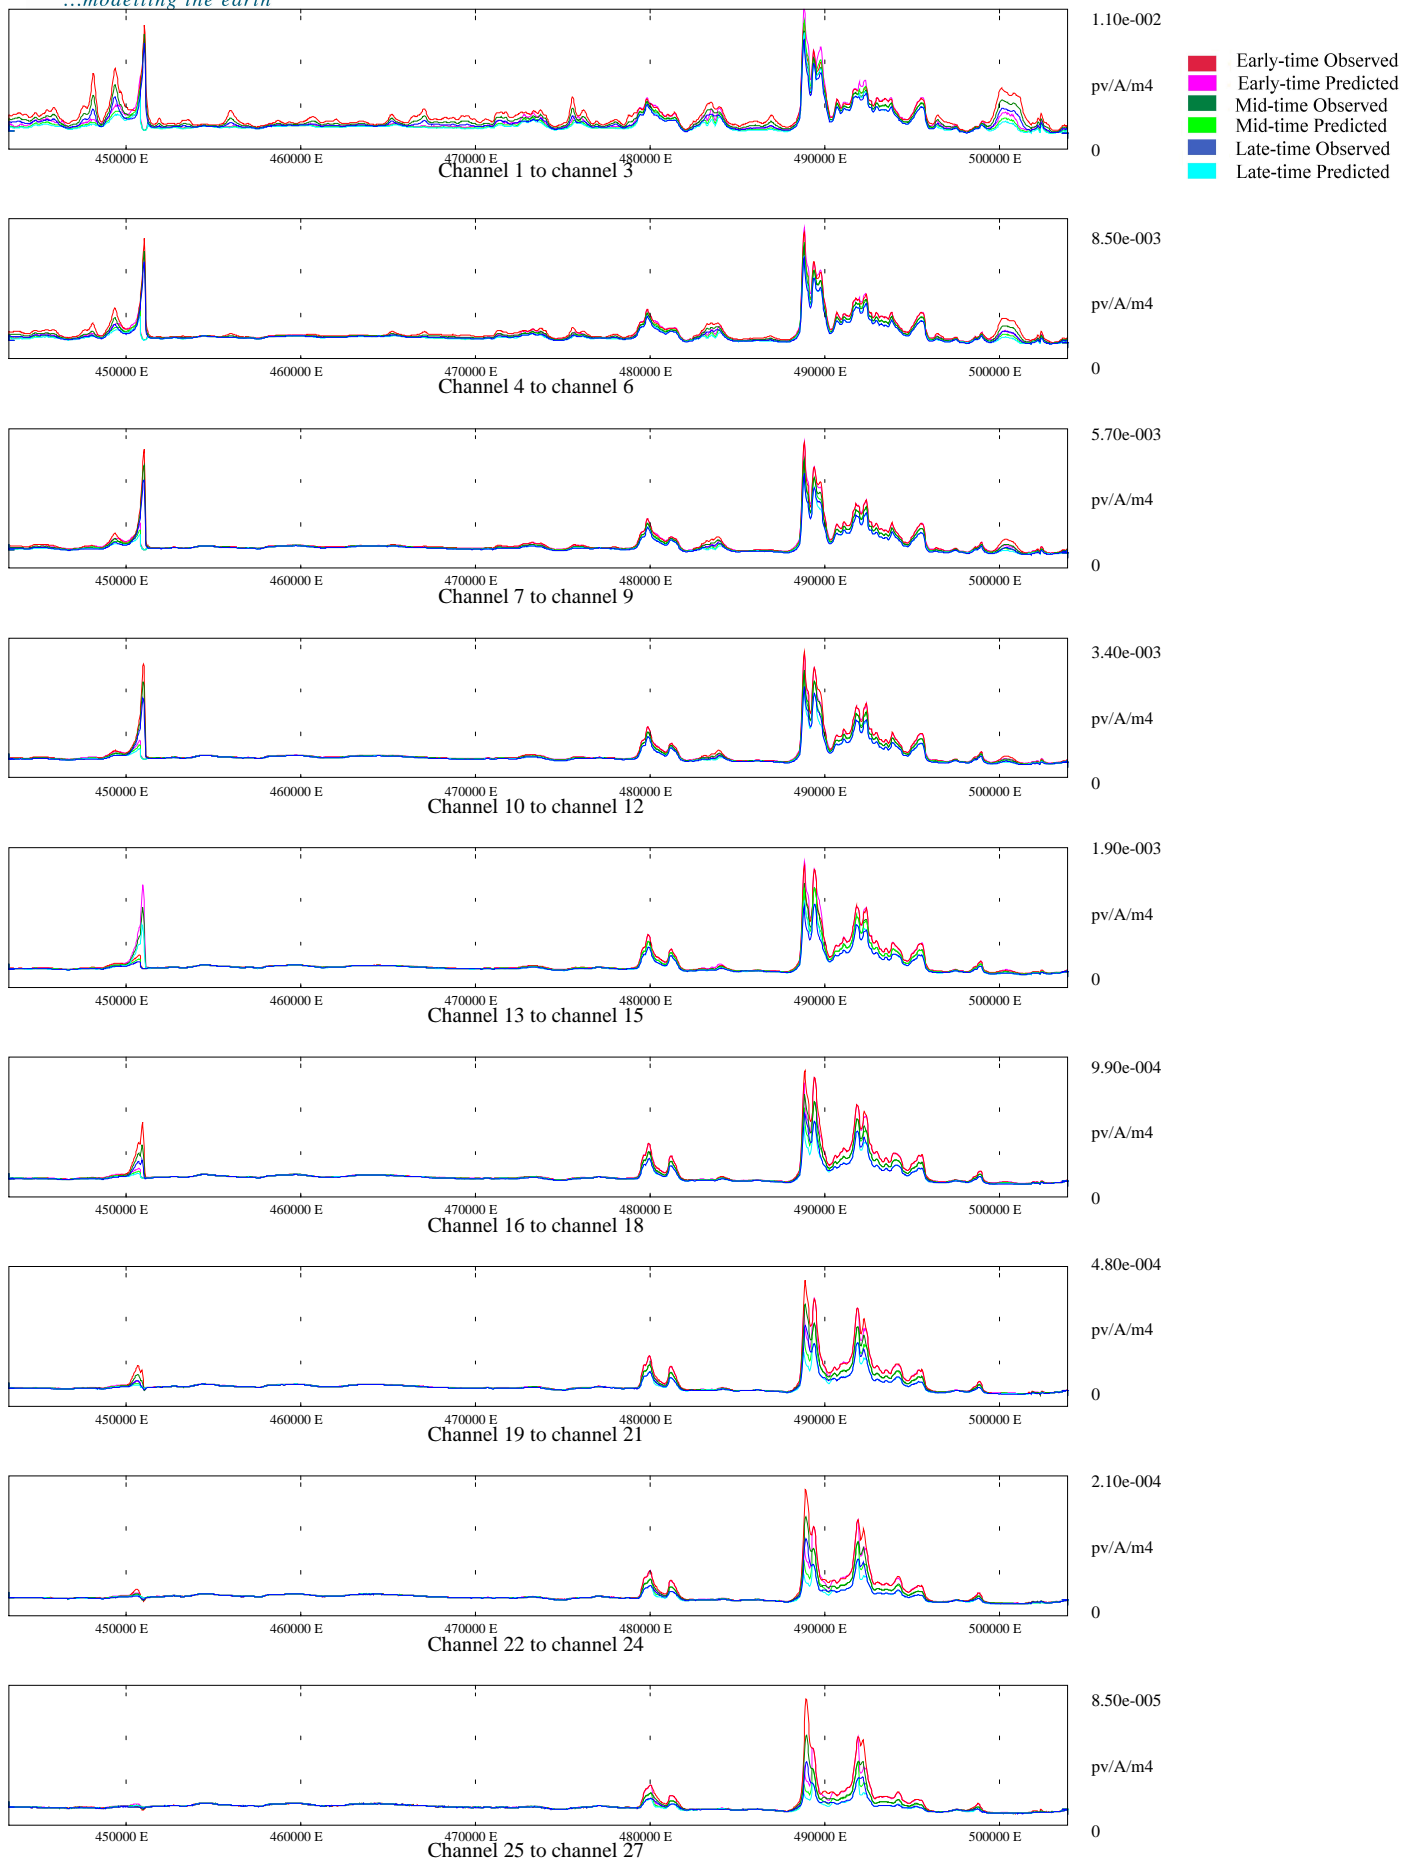 ...modelling the earth
1.10e-002
Early-time Observed
pv/A/m4
Early-time Predicted
Mid-time Observed
Mid-time Predicted
0
Late-time Observed
Late-time Predicted
450000 E 460000 E 470000 E 480000 E 490000 E 500000 E
Channel 1 to channel 3
8.50e-003
pv/A/m4
0
450000 E 460000 E 470000 E 480000 E 490000 E 500000 E
Channel 4 to channel 6
5.70e-003
pv/A/m4
0
450000 E 460000 E 470000 E 480000 E 490000 E 500000 E
Channel 7 to channel 9
3.40e-003
pv/A/m4
0
450000 E 460000 E 470000 E 480000 E 490000 E 500000 E
Channel 10 to channel 12
1.90e-003
pv/A/m4
0
450000 E 460000 E 470000 E 480000 E 490000 E 500000 E
Channel 13 to channel 15
9.90e-004
pv/A/m4
0
450000 E 460000 E 470000 E 480000 E 490000 E 500000 E
Channel 16 to channel 18
4.80e-004
pv/A/m4
0
450000 E 460000 E 470000 E 480000 E 490000 E 500000 E
Channel 19 to channel 21
2.10e-004
pv/A/m4
0
450000 E 460000 E 470000 E 480000 E 490000 E 500000 E
Channel 22 to channel 24
8.50e-005
pv/A/m4
0
450000 E 460000 E 470000 E 480000 E 490000 E 500000 E
Channel 25 to channel 27